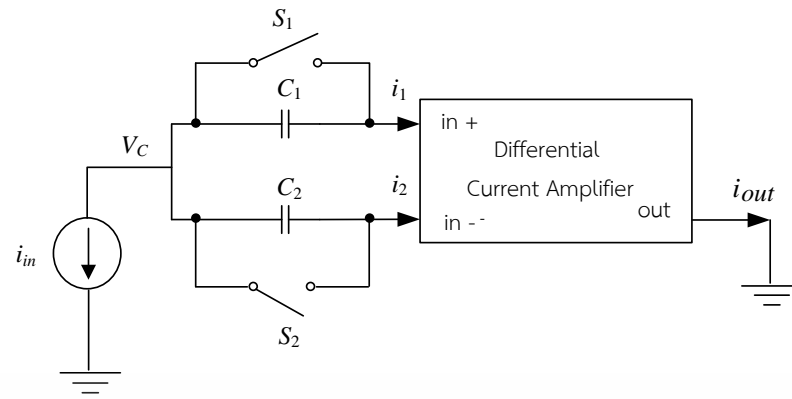 S1
C1
i1
in +
Differential
VC
Current Amplifier
C2
i2
iout
out
in - -
iin
S2